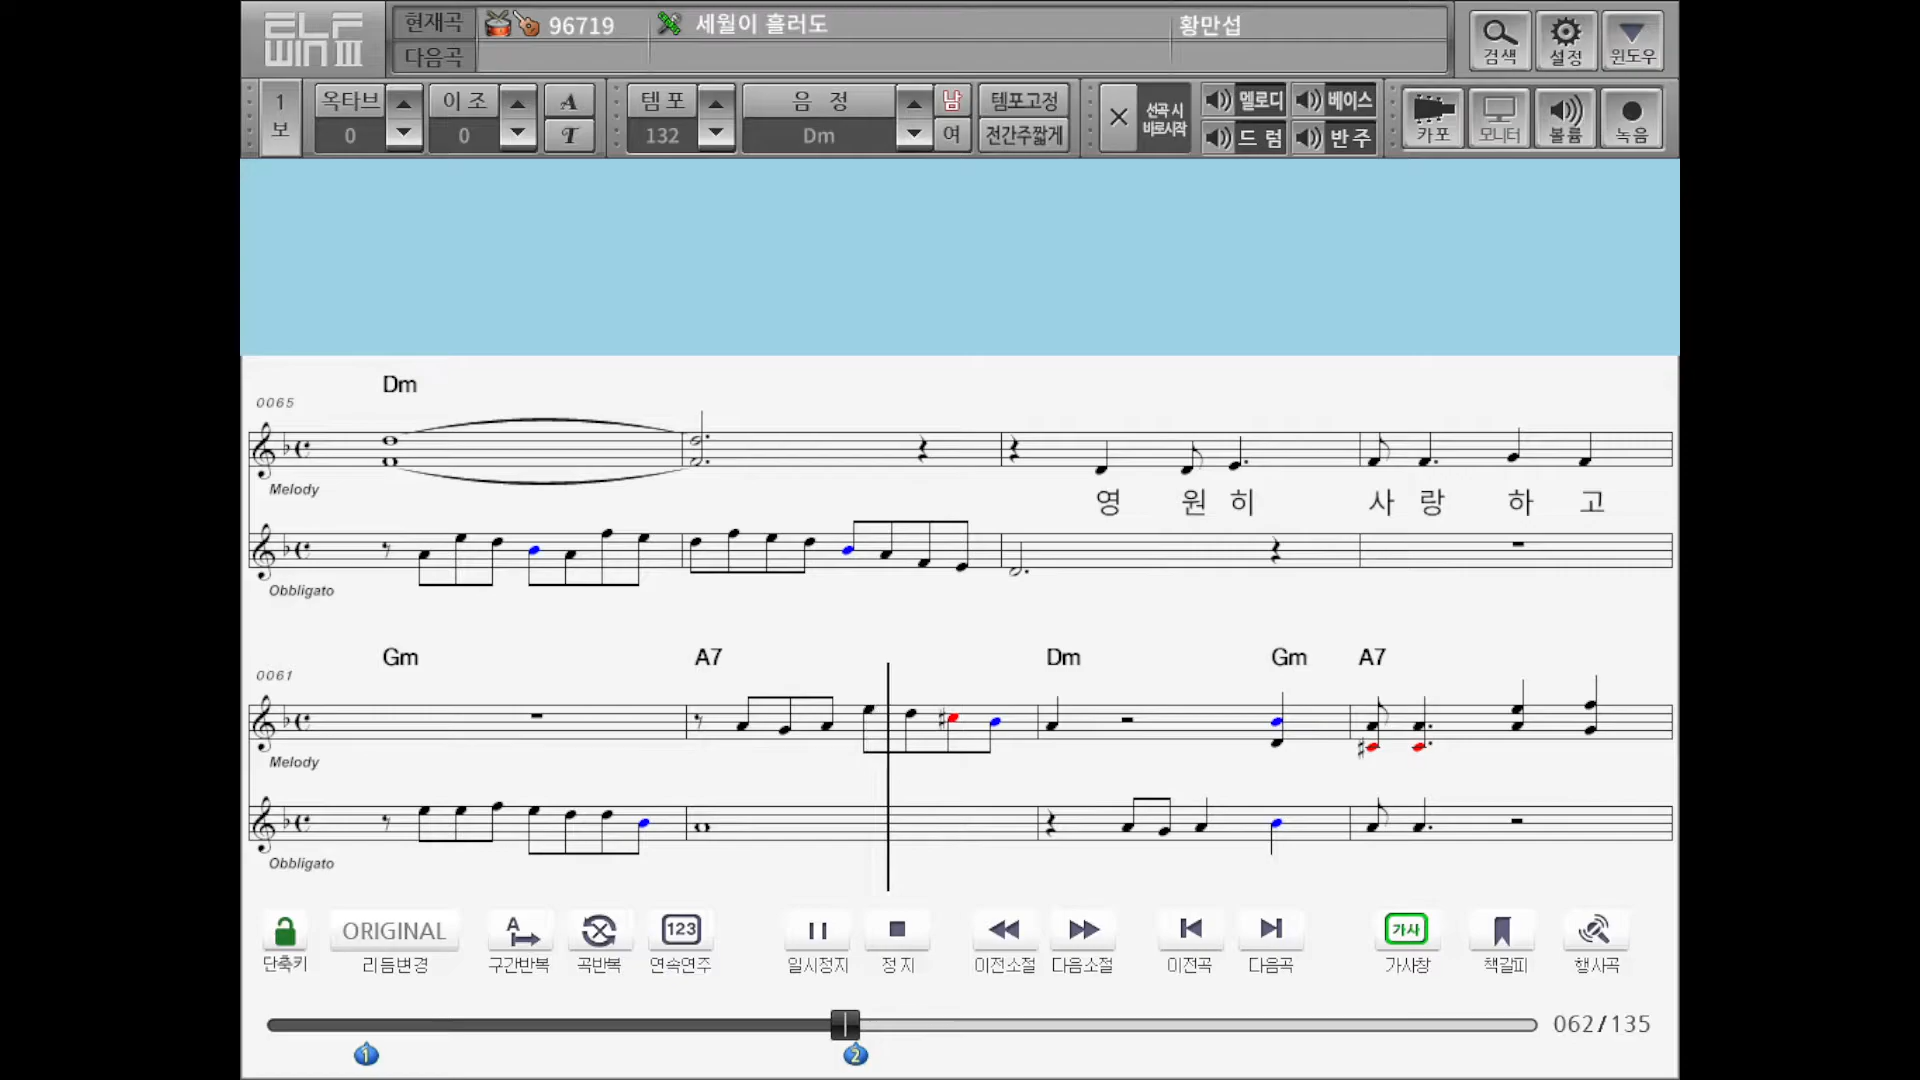 ELF WIN III
현재곡 96719 세월이 흘러도 황만섭
다음곡
검색 설정 윈도우
1 보
옥타브 0
이조 0
A
T
템포 132
음정 Dm
남
여
템포고정
전간주짧게
선곡 시
바로시작
멜로디 베이스
드럼 반주
카포 모니터 볼륨 녹음
Dm
0065
Melody
영 원 히 사 랑 하 고
Obbligato
Gm A7 Dm Gm A7
0061
Melody
Obbligato
ORIGINAL A 123 가사
단축키 리듬변경 구간반복 곡반복 연속연주 일시정지 정지 이전소절 다음소절 이전곡 다음곡 가사창 책갈피 행사곡
062/135
1 2